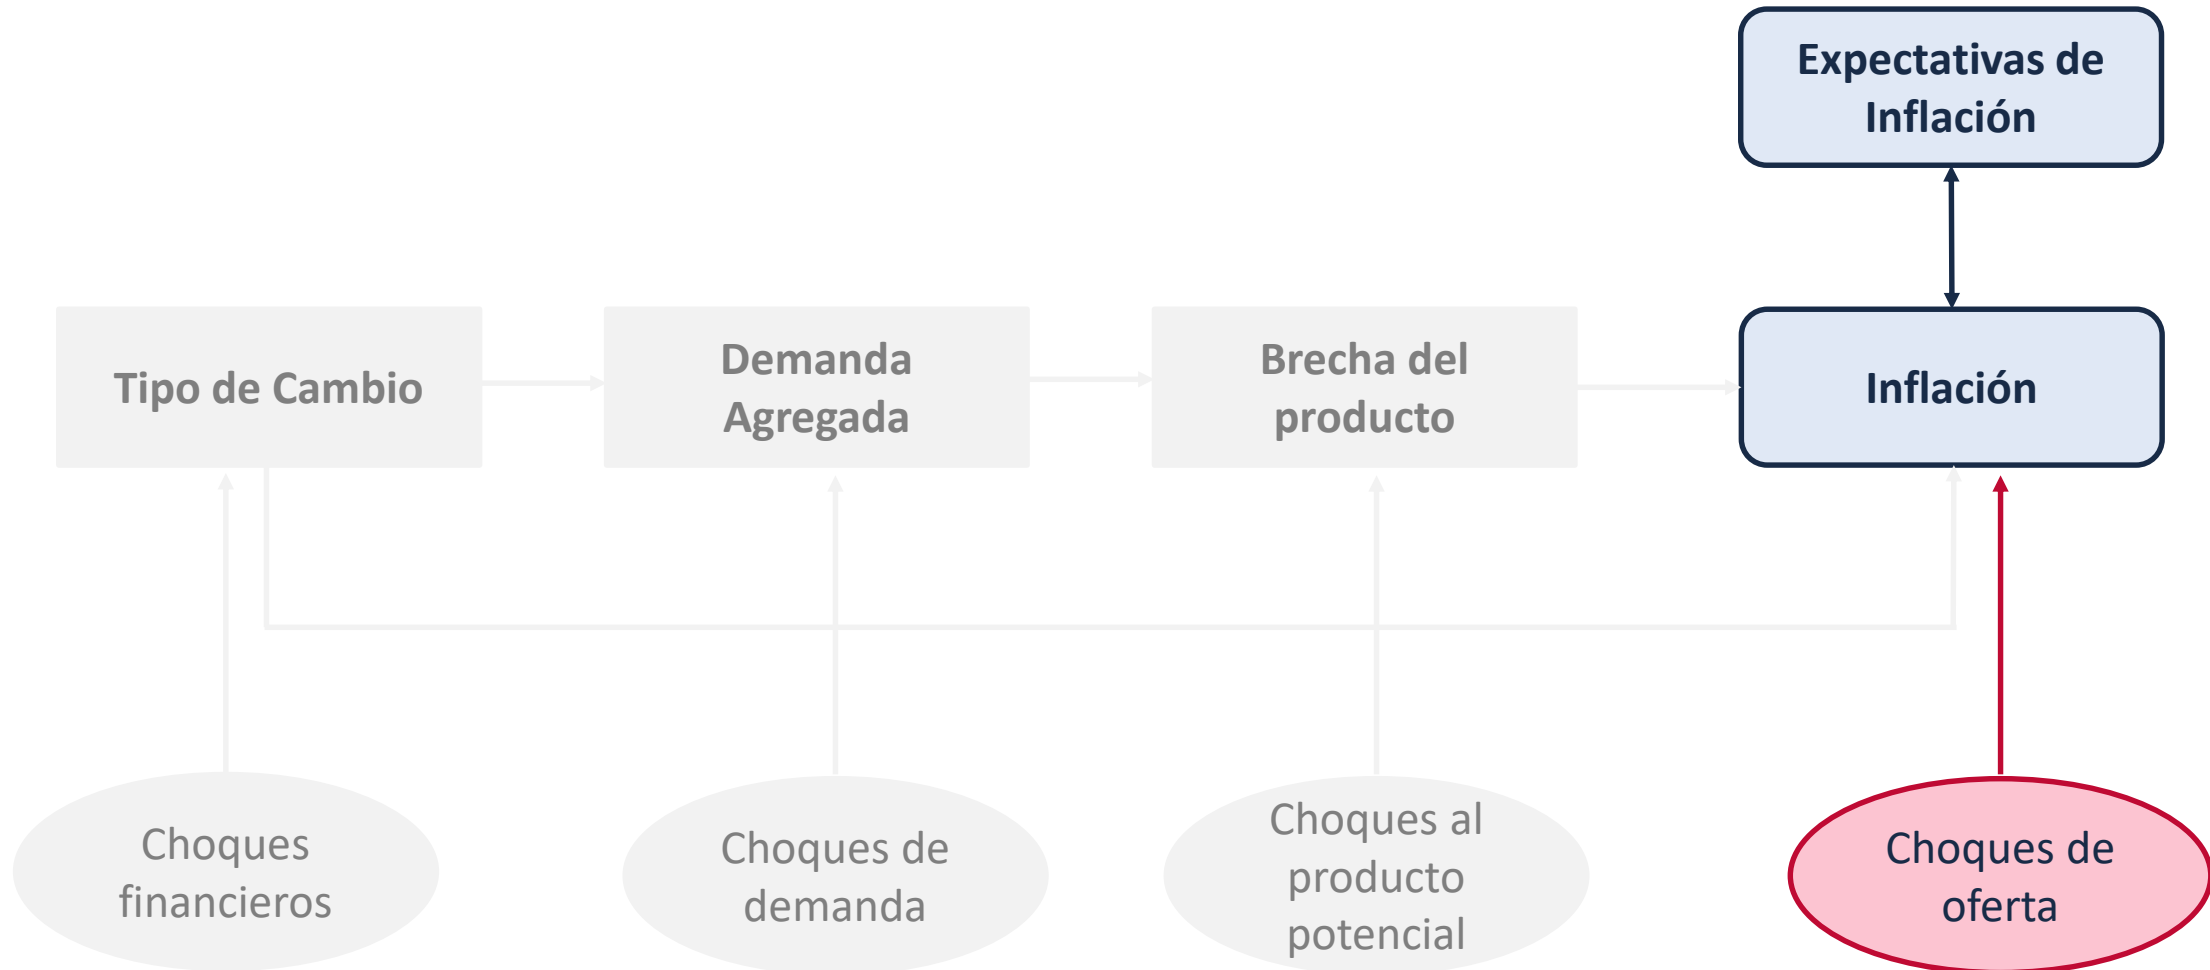 Expectativas de
Inflación
Tipo de Cambio
Demanda
Agregada
Brecha del
producto
Inflación
Choques
financieros
Choques de
demanda
Choques al
producto
potencial
Choques de
oferta